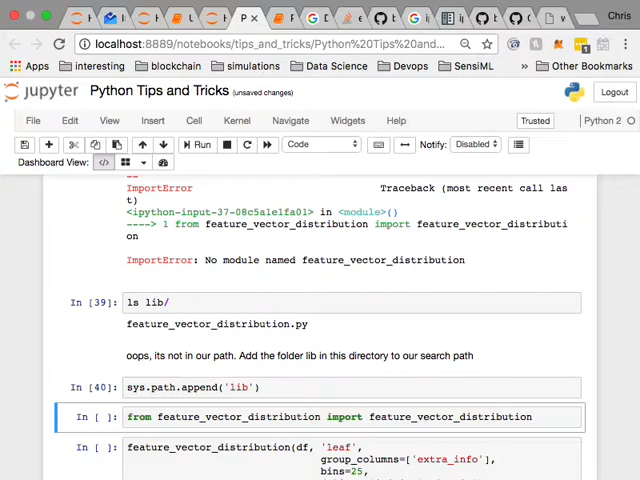 Chris
localhost:8889/notebooks/tips_and_tricks/Python%20Tips%20and...
Apps interesting blockchain simulations Data Science Devops SensiML » Other Bookmarks
jupyter Python Tips and Tricks (unsaved changes) Logout
File Edit View Insert Cell Kernel Navigate Widgets Help Trusted Python 2
Run Code Notify: Disabled
Dashboard View:
--
ImportError Traceback (most recent call las
t)
<ipython-input-37-08c5a1e1fa01> in <module>()
----> 1 from feature_vector_distribution import feature_vector_distributi
on
ImportError: No module named feature_vector_distribution
In [39]: ls lib/
feature_vector_distribution.py
oops, its not in our path. Add the folder lib in this directory to our search path
In [40]: sys.path.append('lib')
In [ ]: from feature_vector_distribution import feature_vector_distribution
In [ ]: feature_vector_distribution(df, 'leaf',
group_columns=['extra_info'],
bins=25,